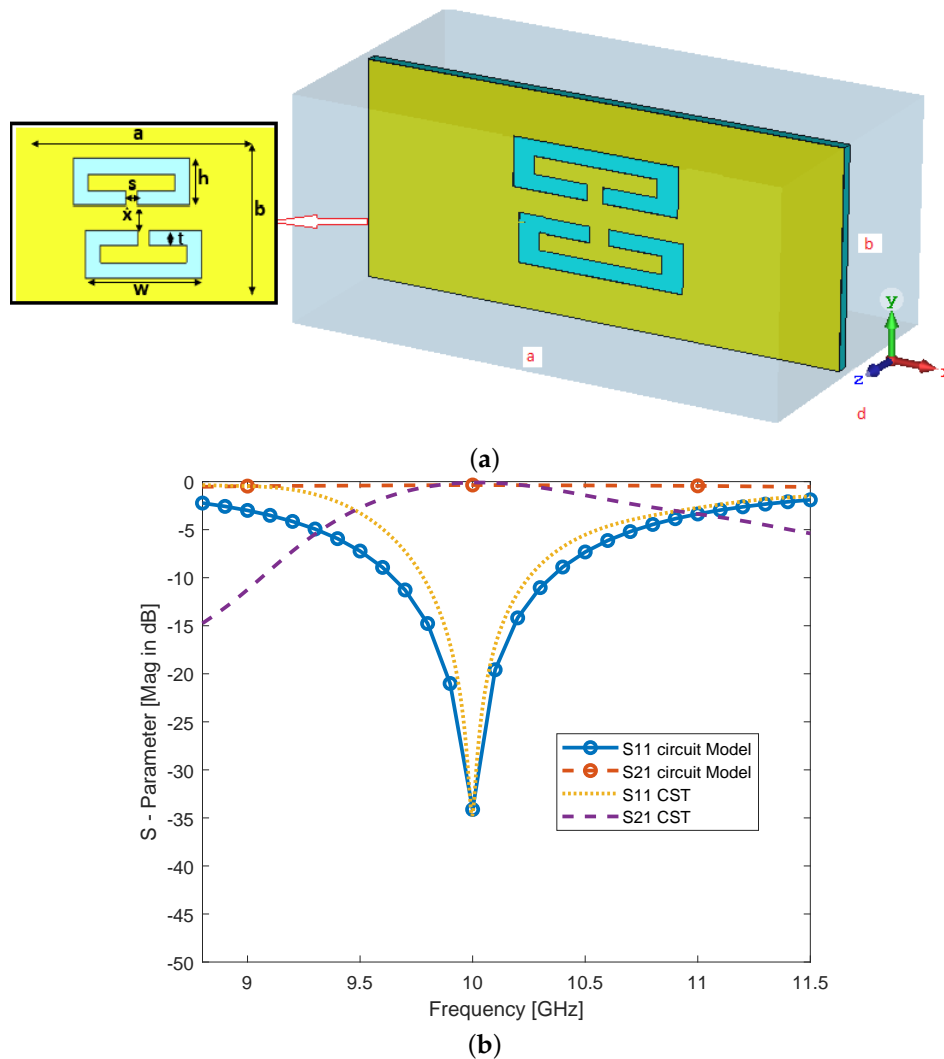 a
s
h
x
b
t
W
b
a
y
z
x
d
(a)
0
-5
-10
-15
-20
-25
-30
-35
-40
-45
-50
S - Parameter [Mag in dB]
S11 circuit Model
S21 circuit Model
S11 CST
S21 CST
9
9.5
10
10.5
11
11.5
Frequency [GHz]
(b)